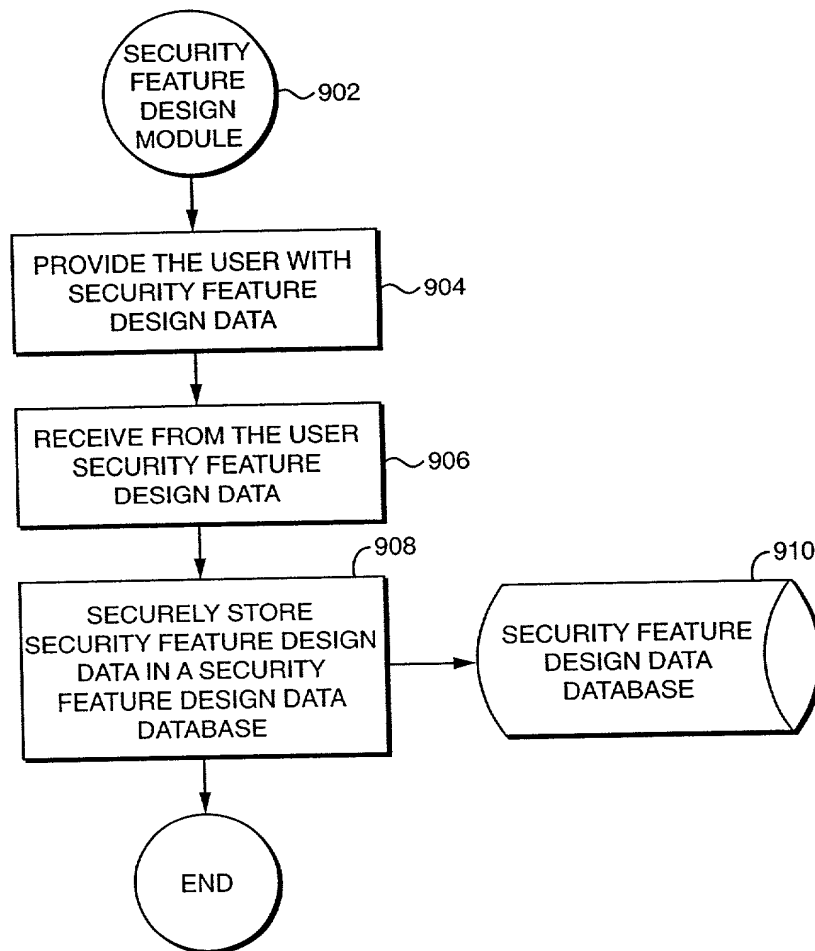 SECURITY
FEATURE
DESIGN
MODULE
902
PROVIDE THE USER WITH
SECURITY FEATURE
DESIGN DATA
904
RECEIVE FROM THE USER
SECURITY FEATURE
DESIGN DATA
906
908
SECURELY STORE
SECURITY FEATURE DESIGN
DATA IN A SECURITY
FEATURE DESIGN DATA
DATABASE
910
SECURITY FEATURE
DESIGN DATA
DATABASE
END